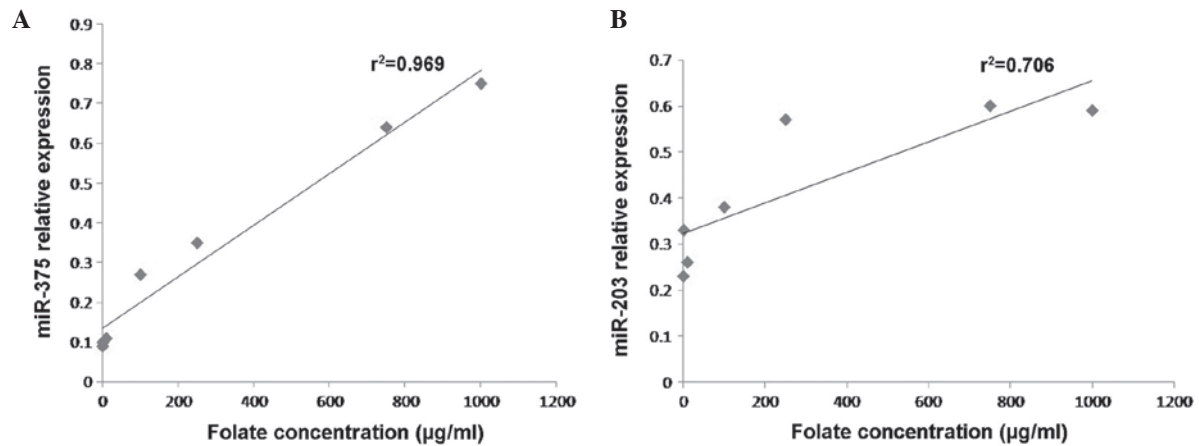 A
miR-375 relative expression
0.9
0.8
0.7
0.6
0.5
0.4
0.3
0.2
0.1
0
r²=0.969
0 200 400 600 800 1000 1200
Folate concentration (µg/ml)
B
miR-203 relative expression
0.7
0.6
0.5
0.4
0.3
0.2
0.1
0
r²=0.706
0 200 400 600 800 1000 1200
Folate concentration (µg/ml)